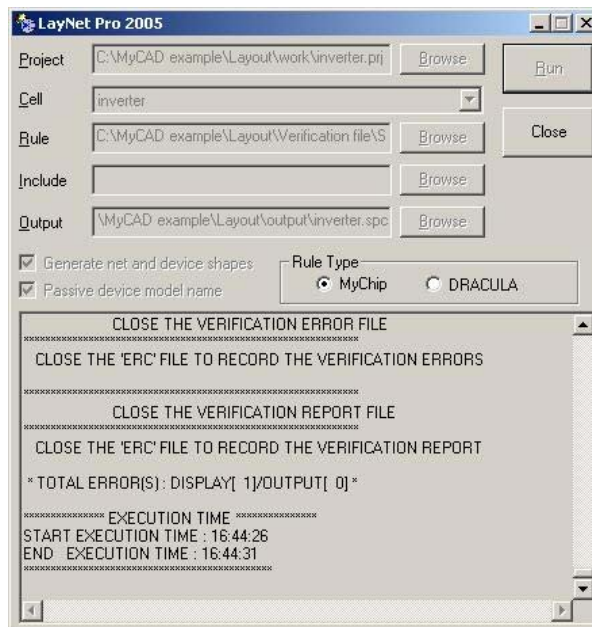 LayNet Pro 2005
Project C:\MyCAD example\Layout\work\inverter.prj Browse Run
Cell inverter
Rule C:\MyCAD example\Layout\Verification file\S Browse Close
Include Browse
Output \MyCAD example\Layout\output\inverter.spc Browse
Generate net and device shapes Rule Type
Passive device model name MyChip DRACULA
CLOSE THE VERIFICATION ERROR FILE
CLOSE THE 'ERC' FILE TO RECORD THE VERIFICATION ERRORS
CLOSE THE VERIFICATION REPORT FILE
CLOSE THE 'ERC' FILE TO RECORD THE VERIFICATION REPORT
* TOTAL ERROR(S) : DISPLAY[ 1]/OUTPUT[ 0] *
EXECUTION TIME
START EXECUTION TIME : 16:44:26
END EXECUTION TIME : 16:44:31